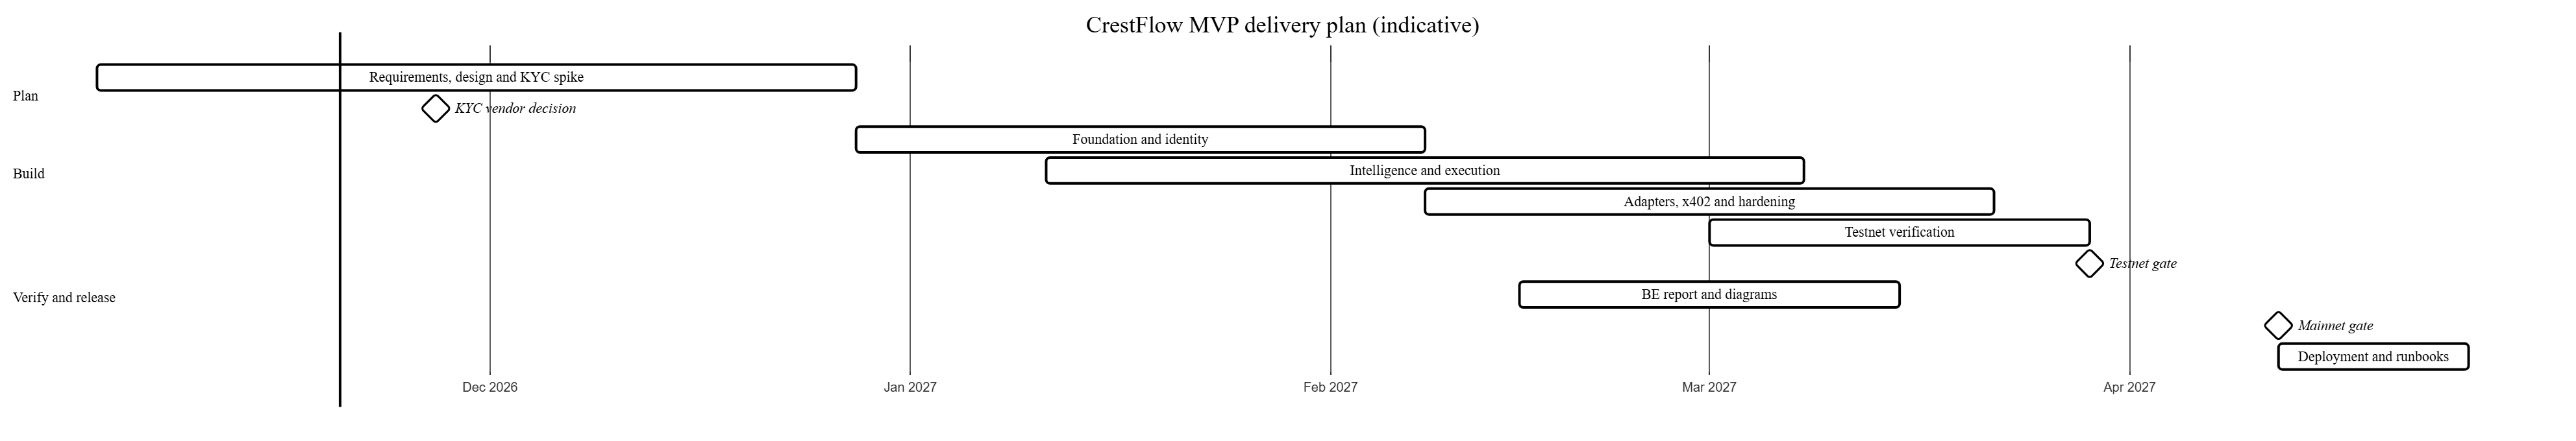 CrestFlow MVP delivery plan (indicative)
Requirements, design and KYC spike
Plan
KYC vendor decision
Foundation and identity
Build
Intelligence and execution
Adapters, x402 and hardening
Testnet verification
Testnet gate
Verify and release
BE report and diagrams
Mainnet gate
Deployment and runbooks
Dec 2026
Jan 2027
Feb 2027
Mar 2027
Apr 2027